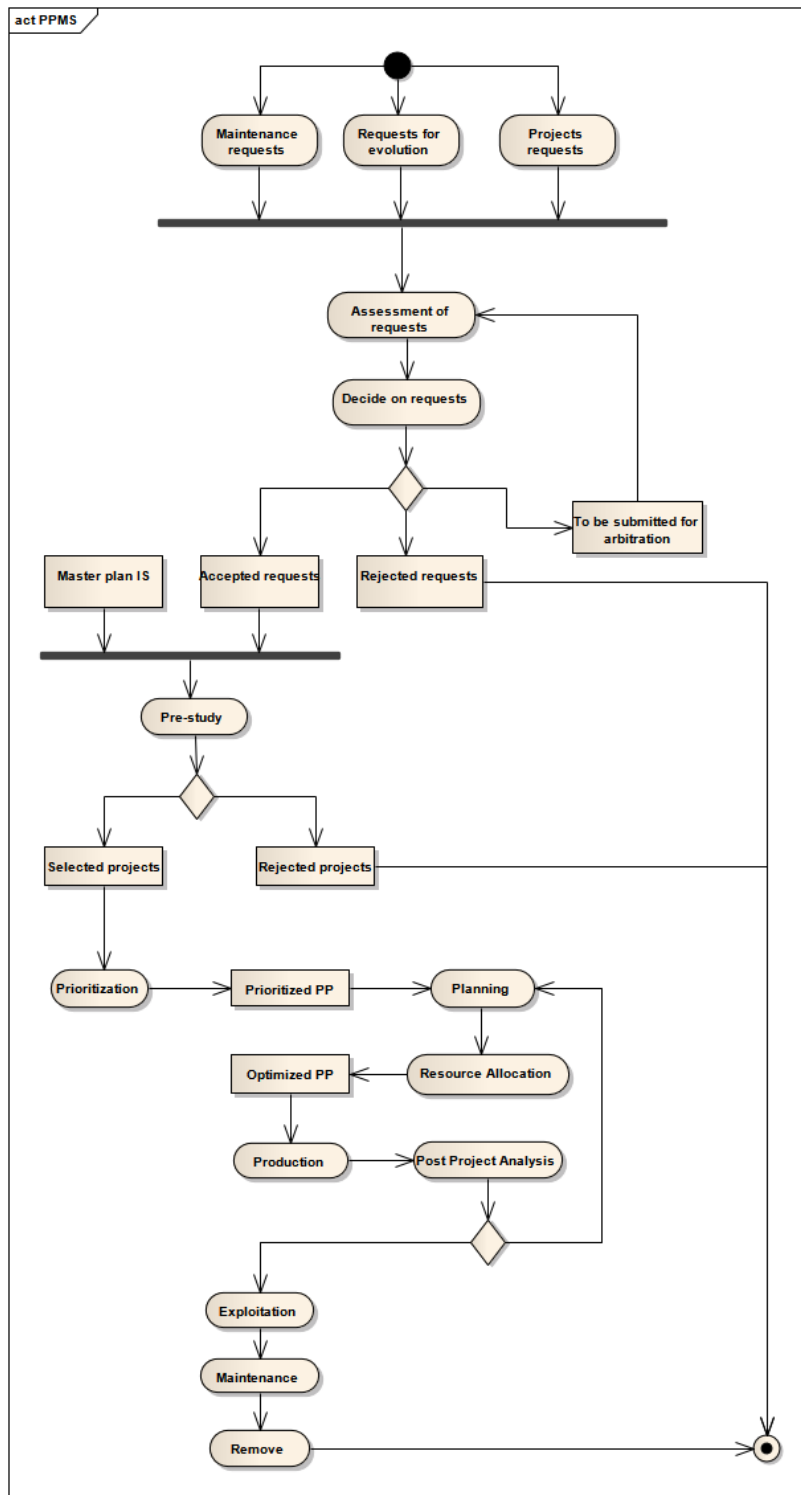 act PPMS
Maintenance
requests
Requests for
evolution
Projects
requests
Assessment of
requests
Decide on requests
To be submitted for
arbitration
Master plan IS
Accepted requests
Rejected requests
Pre-study
Selected projects
Rejected projects
Prioritization
Prioritized PP
Planning
Optimized PP
Resource Allocation
Production
Post Project Analysis
Exploitation
Maintenance
Remove